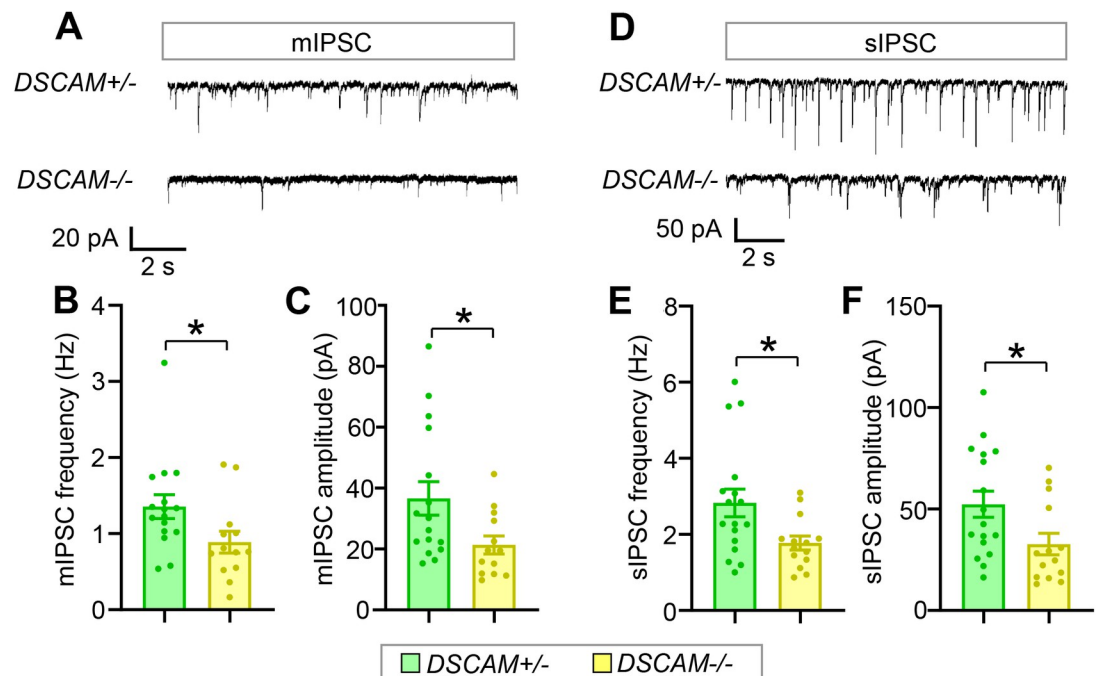 A
mIPSC
DSCAM+/-
DSCAM-/-
20 pA
2 s
D
sIPSC
DSCAM+/-
DSCAM-/-
50 pA
2 s
B
mIPSC frequency (Hz)
4
3
2
1
0
*
C
mIPSC amplitude (pA)
100
80
60
40
20
0
*
E
sIPSC frequency (Hz)
8
6
4
2
0
*
F
sIPSC amplitude (pA)
150
100
50
0
*
DSCAM+/- DSCAM-/-